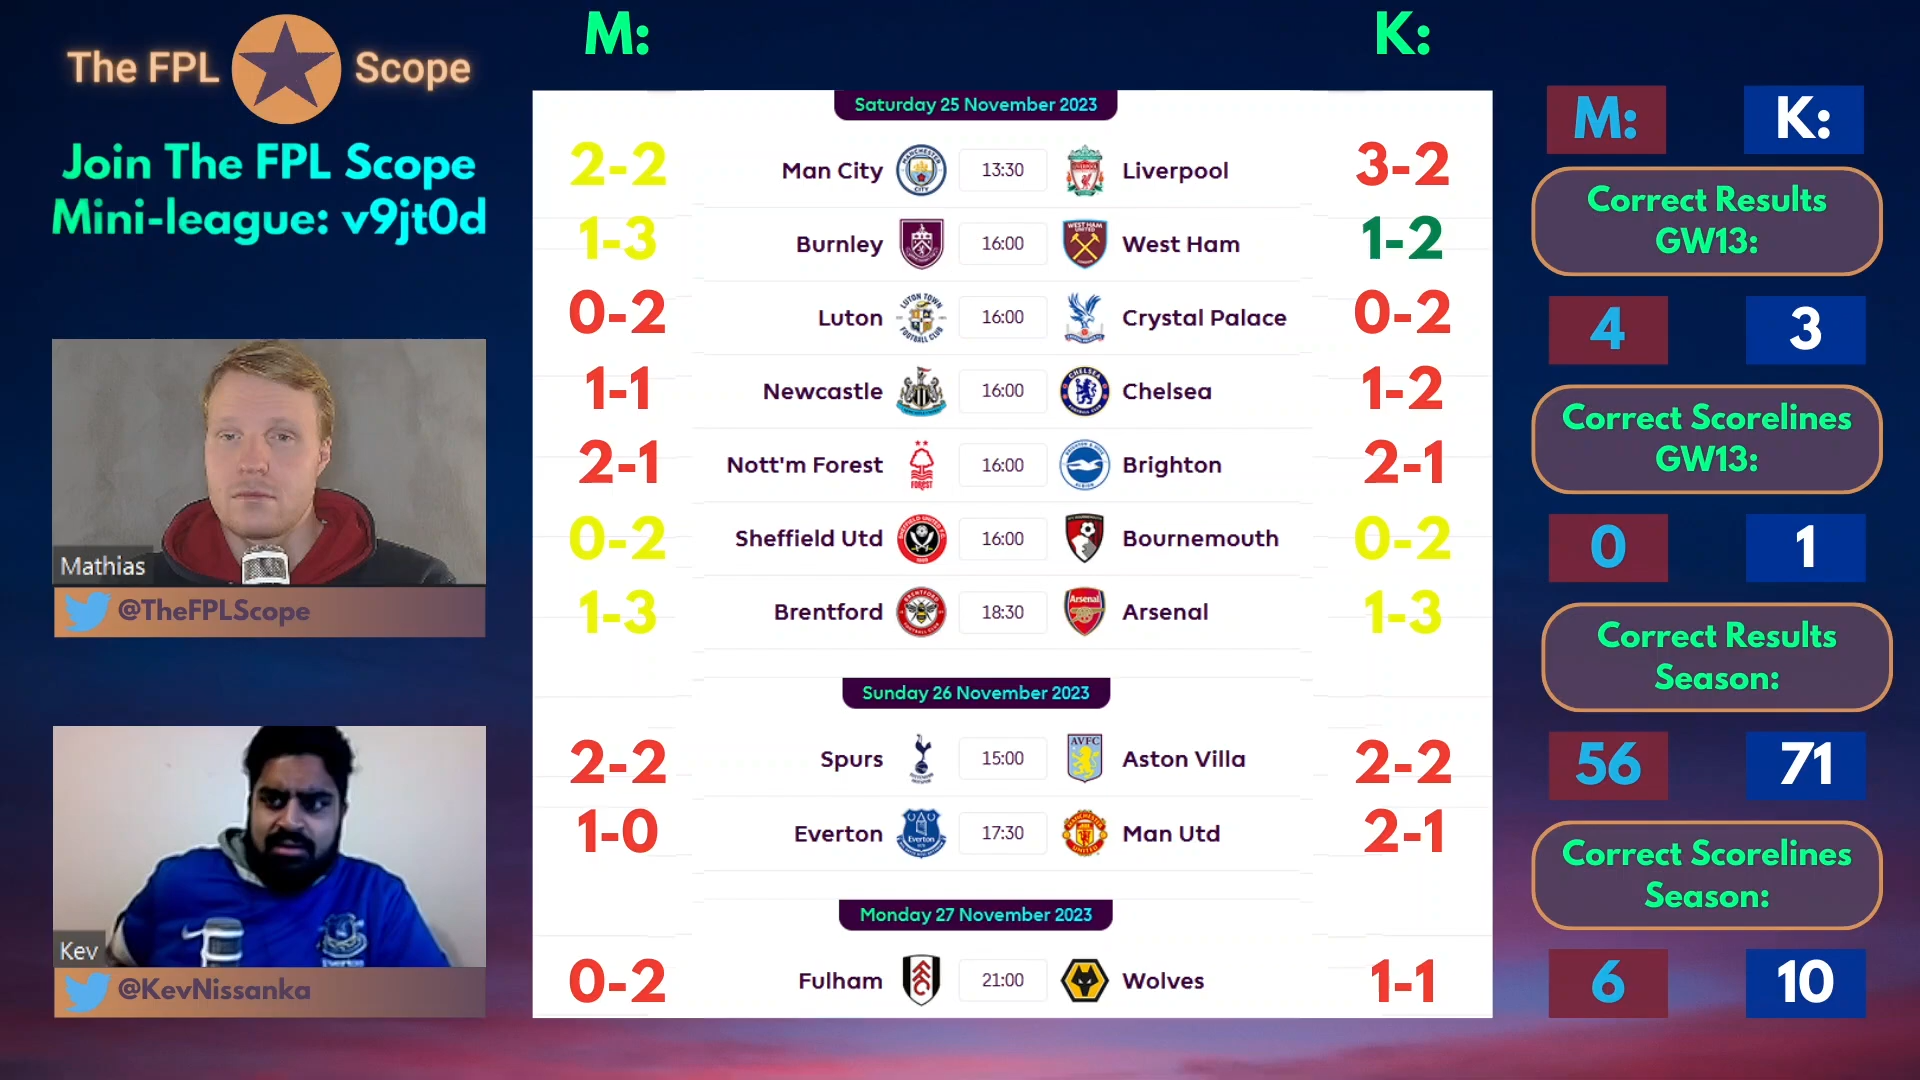 The FPL Scope
Join The FPL Scope
Mini-league: v9jt0d
Mathias
@TheFPLScope
Kev
@KevNissanka
M:
K:
Saturday 25 November 2023
2-2 Man City 13:30 Liverpool 3-2
1-3 Burnley 16:00 West Ham 1-2
0-2 Luton 16:00 Crystal Palace 0-2
1-1 Newcastle 16:00 Chelsea 1-2
2-1 Nott'm Forest 16:00 Brighton 2-1
0-2 Sheffield Utd 16:00 Bournemouth 0-2
1-3 Brentford 18:30 Arsenal 1-3
Sunday 26 November 2023
2-2 Spurs 15:00 Aston Villa 2-2
1-0 Everton 17:30 Man Utd 2-1
Monday 27 November 2023
0-2 Fulham 21:00 Wolves 1-1
M: K:
Correct Results
GW13:
4 3
Correct Scorelines
GW13:
0 1
Correct Results
Season:
56 71
Correct Scorelines
Season:
6 10